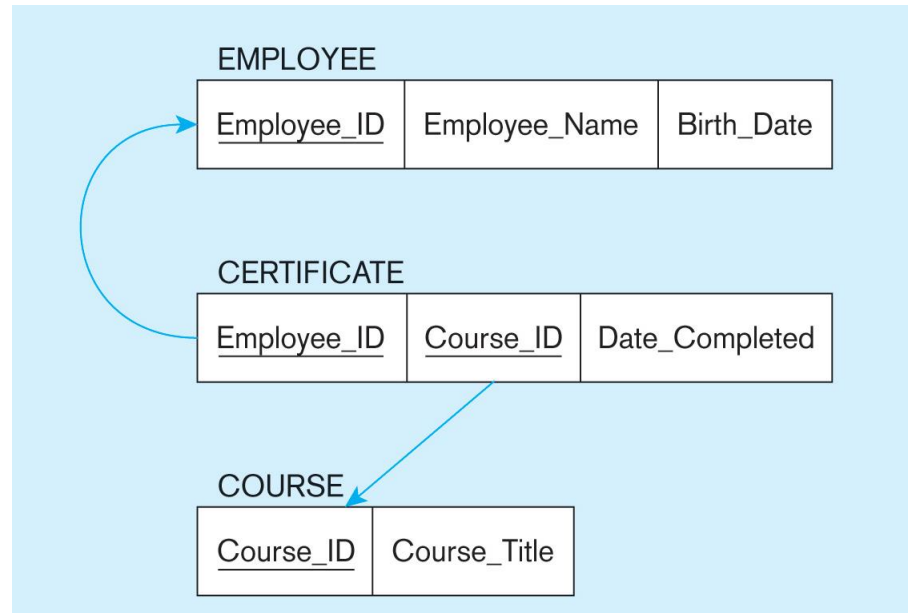 EMPLOYEE
Employee_ID Employee_Name Birth_Date
CERTIFICATE
Employee_ID Course_ID Date_Completed
COURSE
Course_ID Course_Title